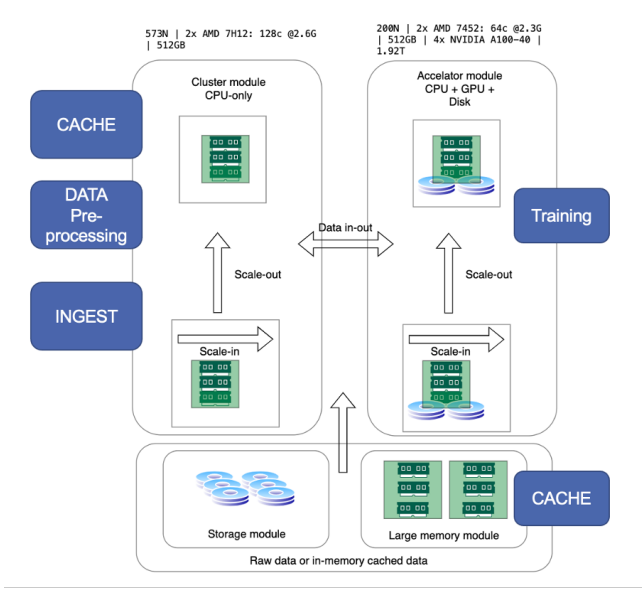 573N | 2x AMD 7H12: 128c @2.6G
| 512GB
200N | 2x AMD 7452: 64c @2.3G
| 512GB | 4x NVIDIA A100-40 |
1.92T
Cluster module
CPU-only
Accelator module
CPU + GPU +
Disk
CACHE
DATA
Pre-
processing
INGEST
Training
Data in-out
Scale-out
Scale-out
Scale-in
Scale-in
Storage module
Large memory module
CACHE
Raw data or in-memory cached data